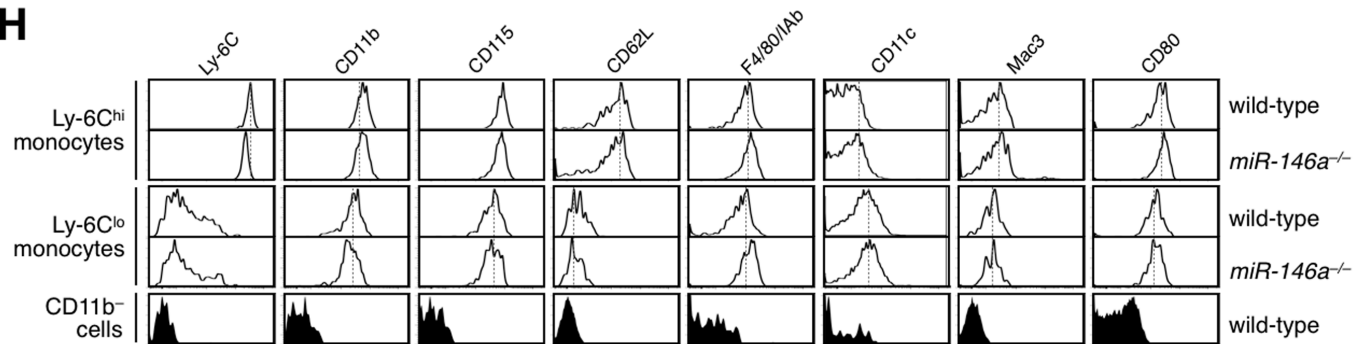 H
Ly-6C
CD11b
CD115
CD62L
F4/80/IAb
CD11c
Mac3
CD80
Ly-6Chi
monocytes
wild-type
miR-146a–/–
Ly-6Clo
monocytes
wild-type
miR-146a–/–
CD11b–
cells
wild-type